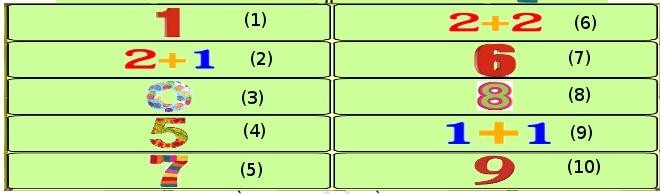 1 (1) 2+2 (6)
2+1 (2) 6 (7)
0 (3) 8 (8)
5 (4) 1+1 (9)
7 (5) 9 (10)